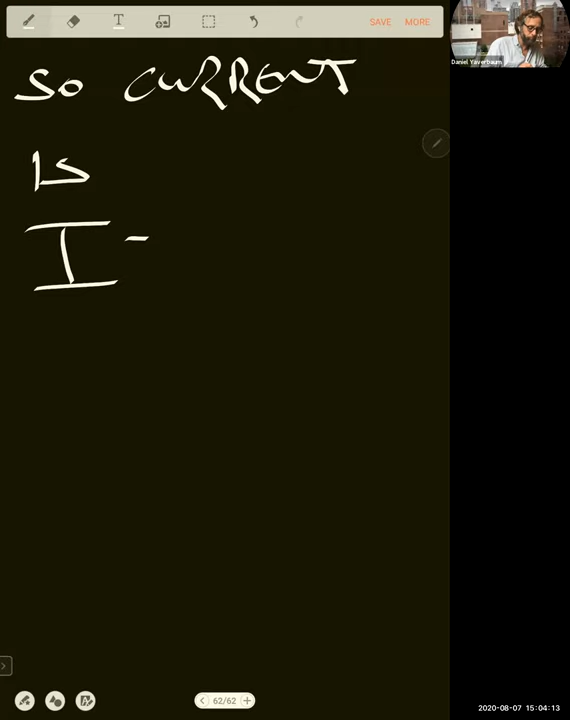 SAVE MORE
Daniel Yaverbaum
SO CURRENT
IS
I -
62/62
2020-08-07 15:04:13